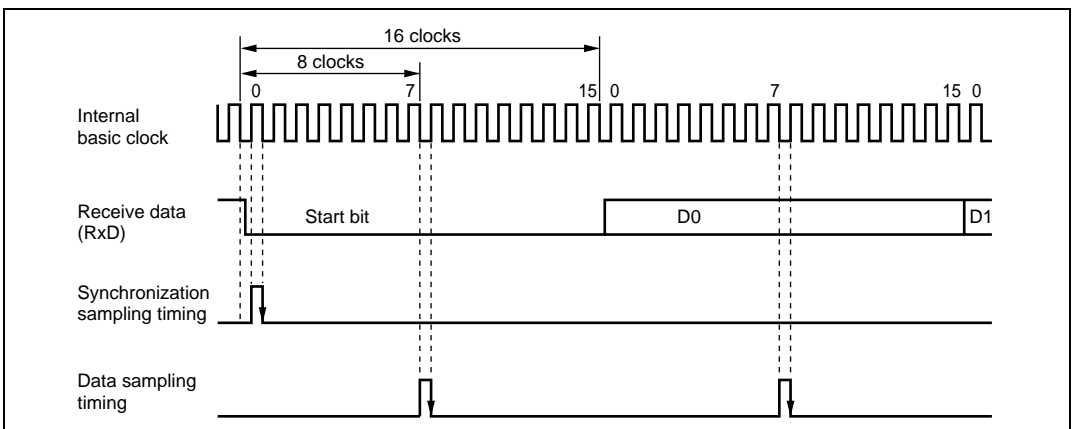 16 clocks
8 clocks
0 7 15 0 7 15 0
Internal
basic clock
Receive data
(RxD)
Start bit D0 D1
Synchronization
sampling timing
Data sampling
timing